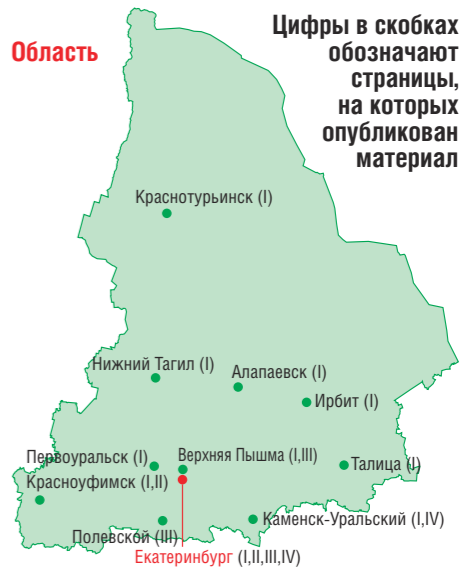 Область
Цифры в скобках
обозначают
страницы,
на которых
опубликован
материал
Краснотурьинск (I)
Нижний Тагил (I)
Алапаевск (I)
Ирбит (I)
Первоуральск (I)
Верхняя Пышма (I,III)
Талица (I)
Красноуфимск (I,II)
Полевской (III)
Каменск-Уральский (I,IV)
Екатеринбург (I,II,III,IV)